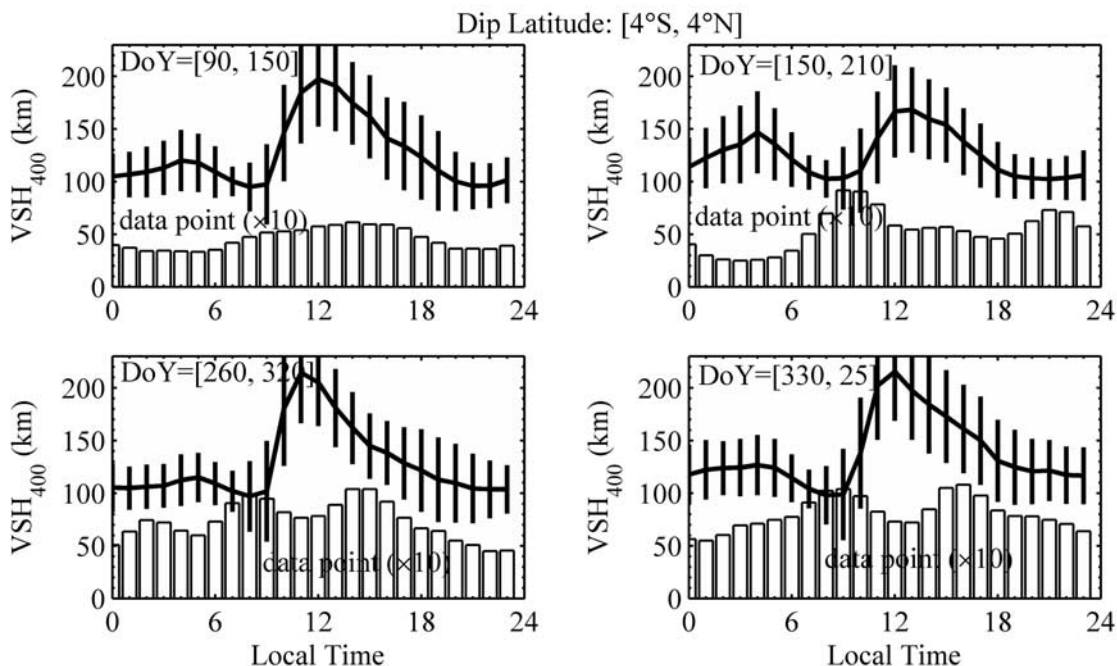 Dip Latitude: [4°S, 4°N]
DoY=[90, 150]
VSH400 (km)
200
150
100
50
0
data point (×10)
0 6 12 18 24
DoY=[150, 210]
VSH400 (km)
200
150
100
50
0
data point (×10)
0 6 12 18 24
DoY=[260, 320]
VSH400 (km)
200
150
100
50
0
data point (×10)
0 6 12 18 24
Local Time
DoY=[330, 25]
VSH400 (km)
200
150
100
50
0
data point (×10)
0 6 12 18 24
Local Time